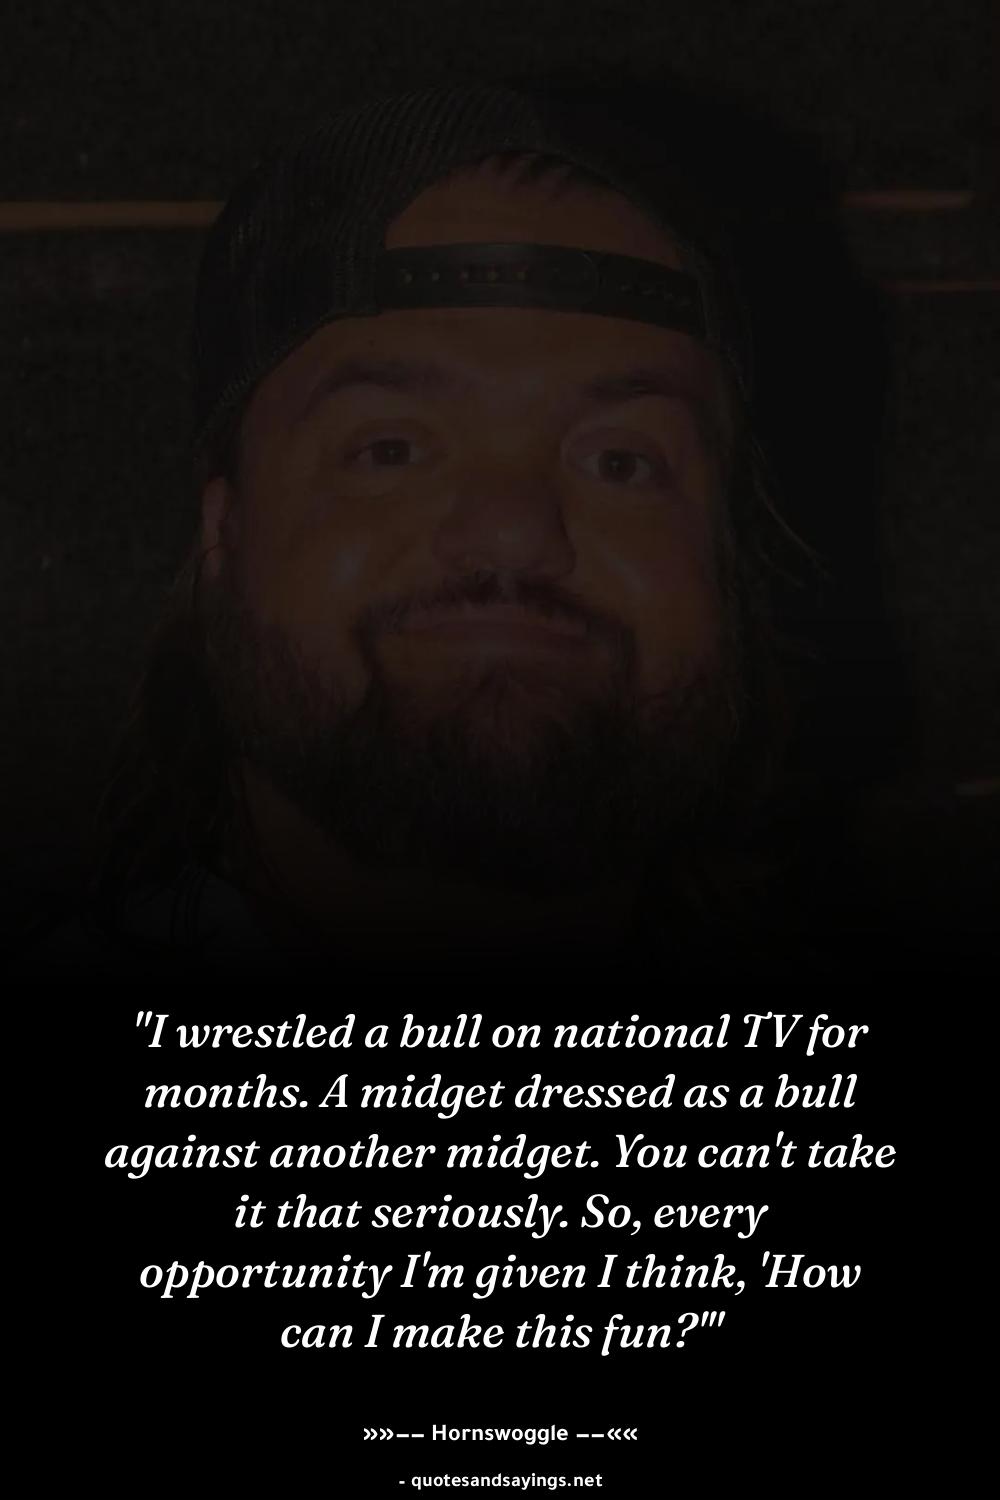 "I wrestled a bull on national TV for
months. A midget dressed as a bull
against another midget. You can't take
it that seriously. So, every
opportunity I'm given I think, 'How
can I make this fun?'"
»»−− Hornswoggle −−««
- quotesandsayings.net